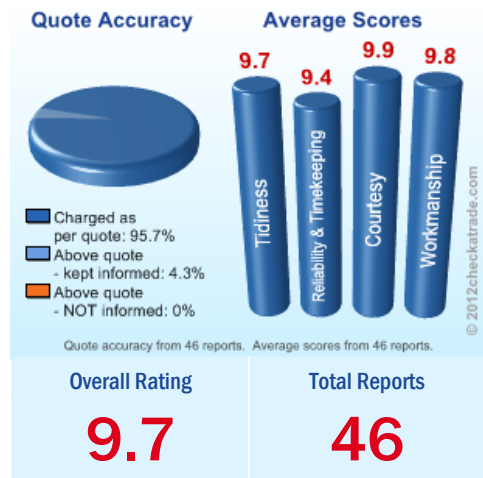 Quote Accuracy
Average Scores
9.7
9.4
9.9
9.8
Tidiness
Reliability & Timekeeping
Courtesy
Workmanship
Charged as
per quote: 95.7%
Above quote
- kept informed: 4.3%
Above quote
- NOT informed: 0%
© 2012checkatrade.com
Quote accuracy from 46 reports. Average scores from 46 reports.
Overall Rating
Total Reports
9.7
46